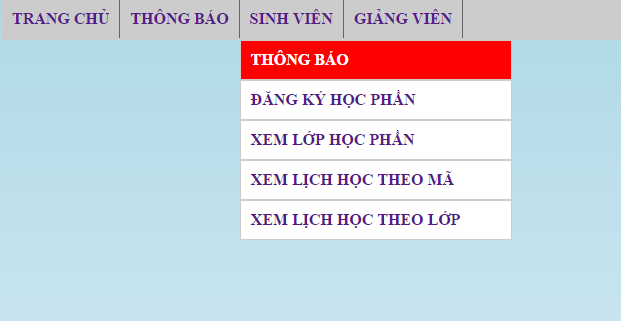 TRANG CHỦ THÔNG BÁO SINH VIÊN GIẢNG VIÊN
THÔNG BÁO
ĐĂNG KÝ HỌC PHẦN
XEM LỚP HỌC PHẦN
XEM LỊCH HỌC THEO MÃ
XEM LỊCH HỌC THEO LỚP